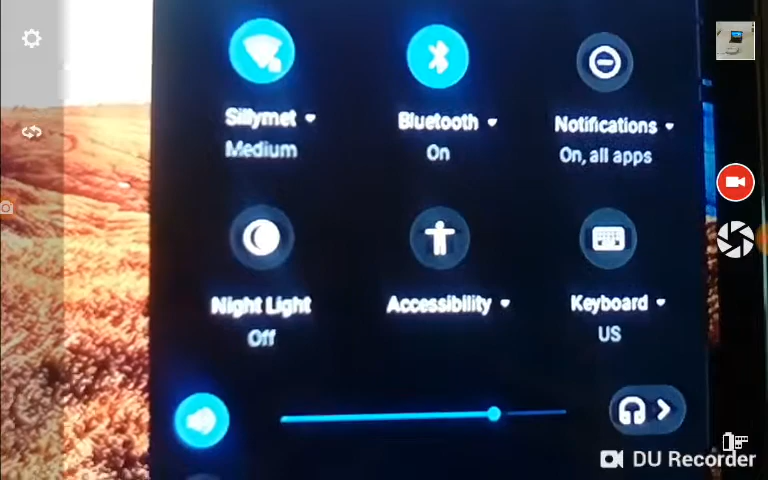 Sillymet
Medium
Bluetooth
On
Notifications
On, all apps
Night Light
Off
Accessibility
Keyboard
US
DU Recorder